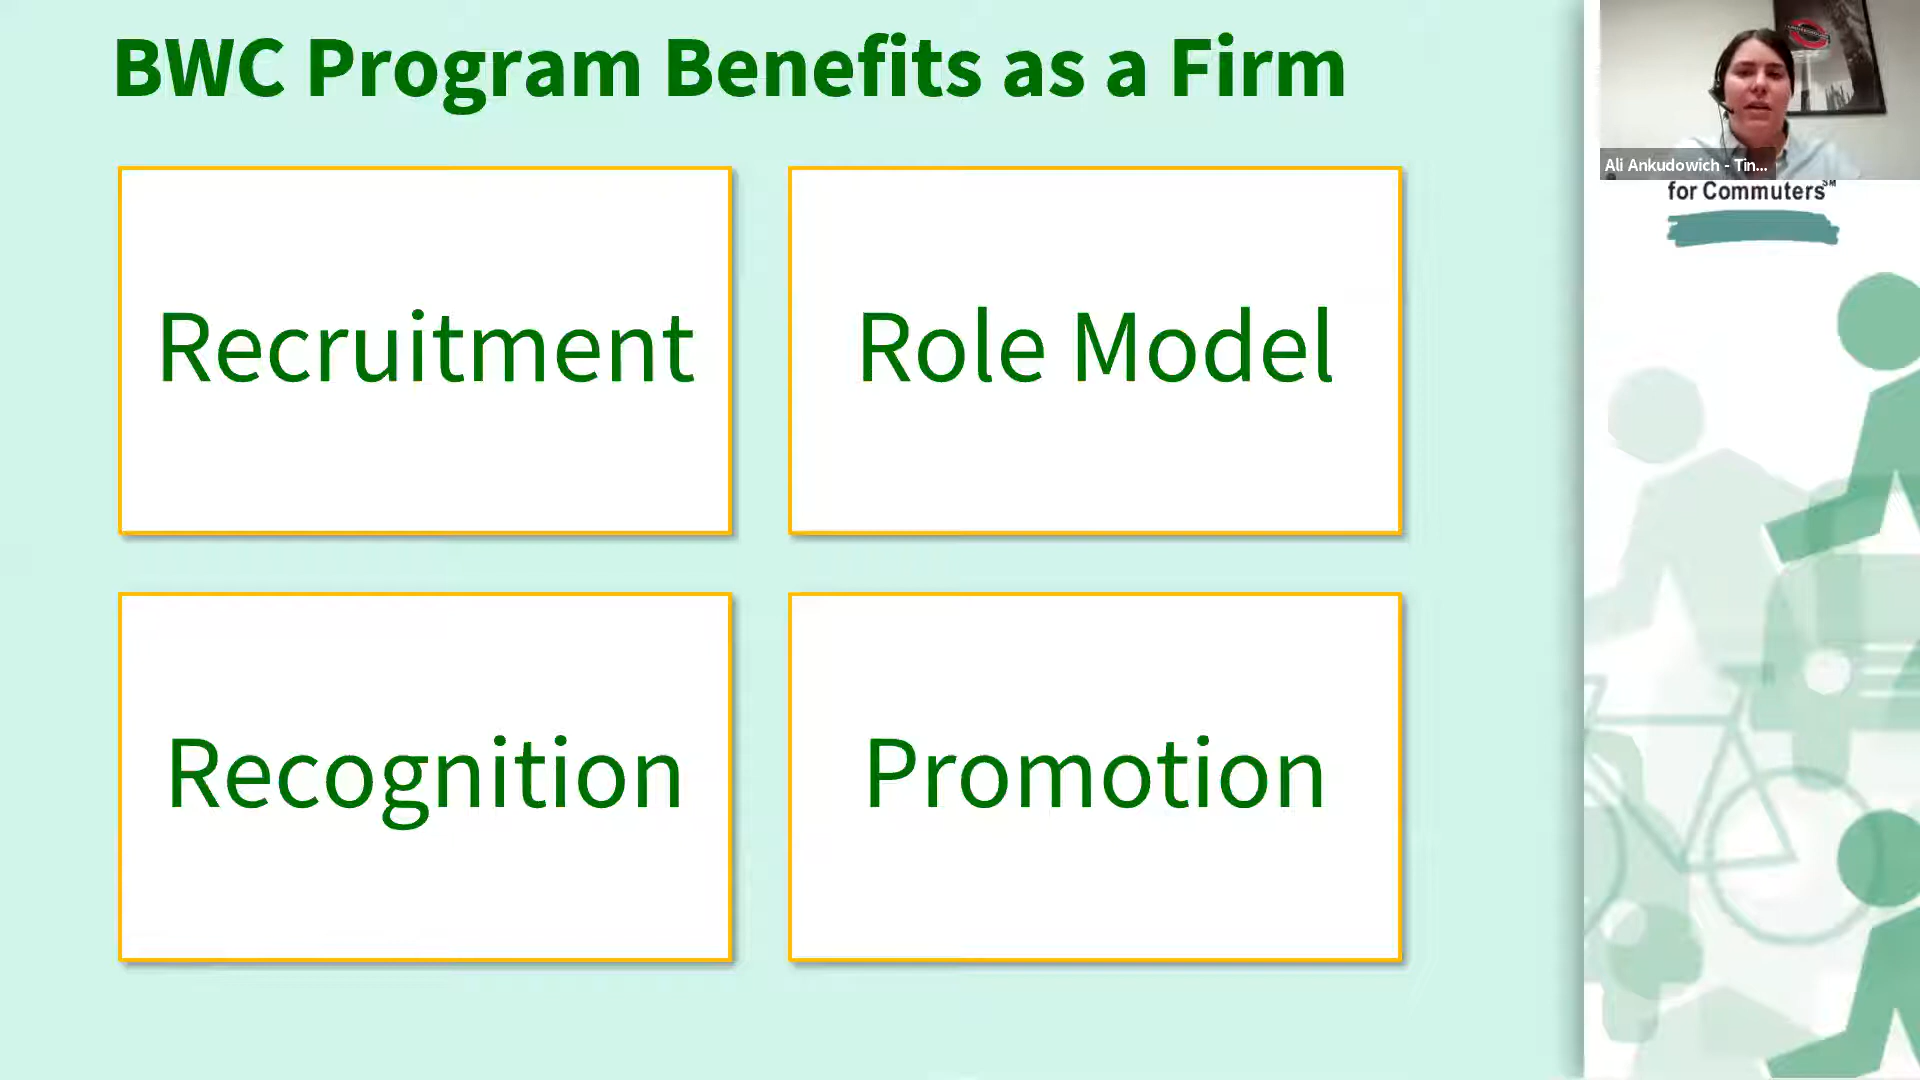 BWC Program Benefits as a Firm
Ali Ankudowich - Tin...
for Commuters℠
Recruitment
Role Model
Recognition
Promotion